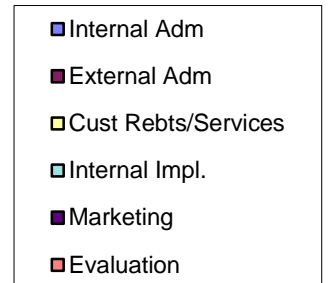 Internal Adm
External Adm
Cust Rebts/Services
Internal Impl.
Marketing
Evaluation